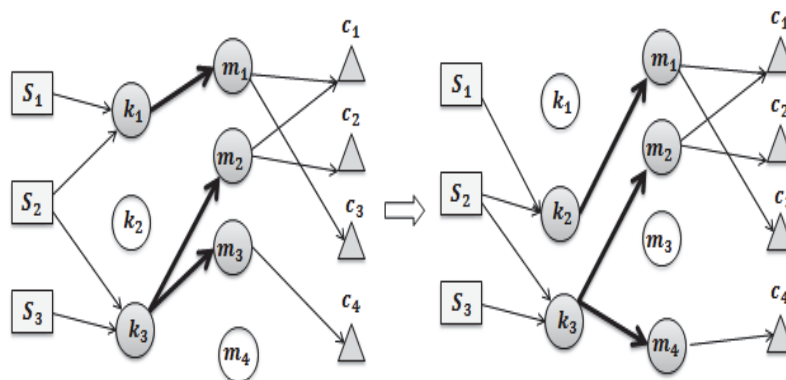 c₁ c₁
S₁ k₁ m₁ S₁ k₁ m₁
c₂ c₂
S₂ k₂ m₂ S₂ k₂ m₂
c₃
S₃ k₃ m₃ S₃ k₃ m₃
c₄ c₄
m₄ m₄